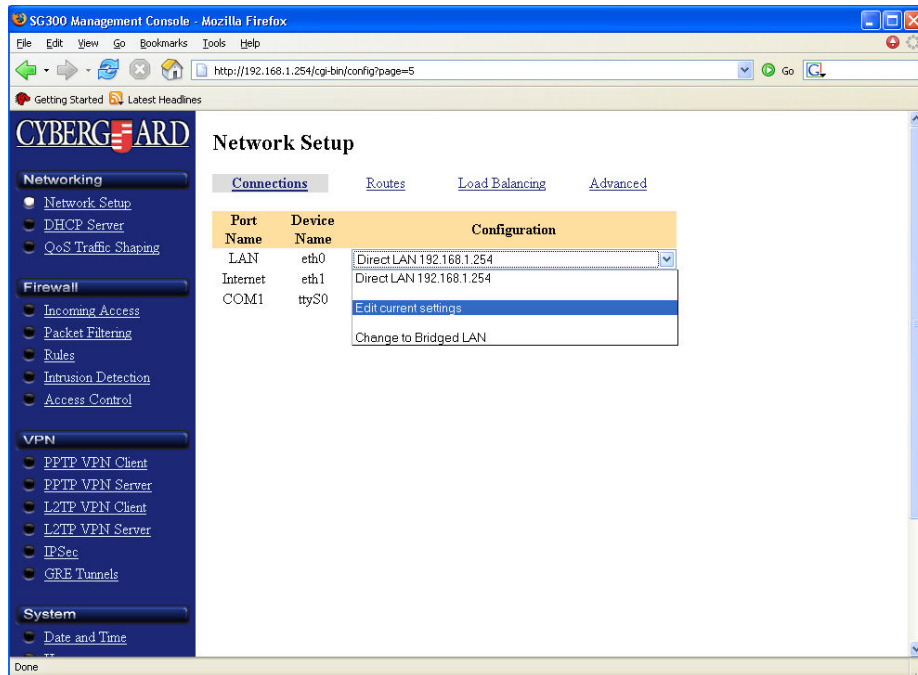 SG300 Management Console - Mozilla Firefox
File Edit View Go Bookmarks Tools Help
http://192.168.1.254/cgi-bin/config?page=5
Go
G
Getting Started Latest Headlines
CYBERGUARD
Network Setup
Connections Routes Load Balancing Advanced
Networking
Network Setup
DHCP Server
QoS Traffic Shaping
Firewall
Incoming Access
Packet Filtering
Rules
Intrusion Detection
Access Control
VPN
PPTP VPN Client
PPTP VPN Server
L2TP VPN Client
L2TP VPN Server
IPSec
GRE Tunnels
System
Date and Time
Port Name Device Name Configuration
LAN eth0 Direct LAN 192.168.1.254
Internet eth1
COM1 ttyS0
Direct LAN 192.168.1.254
Edit current settings
Change to Bridged LAN
Done